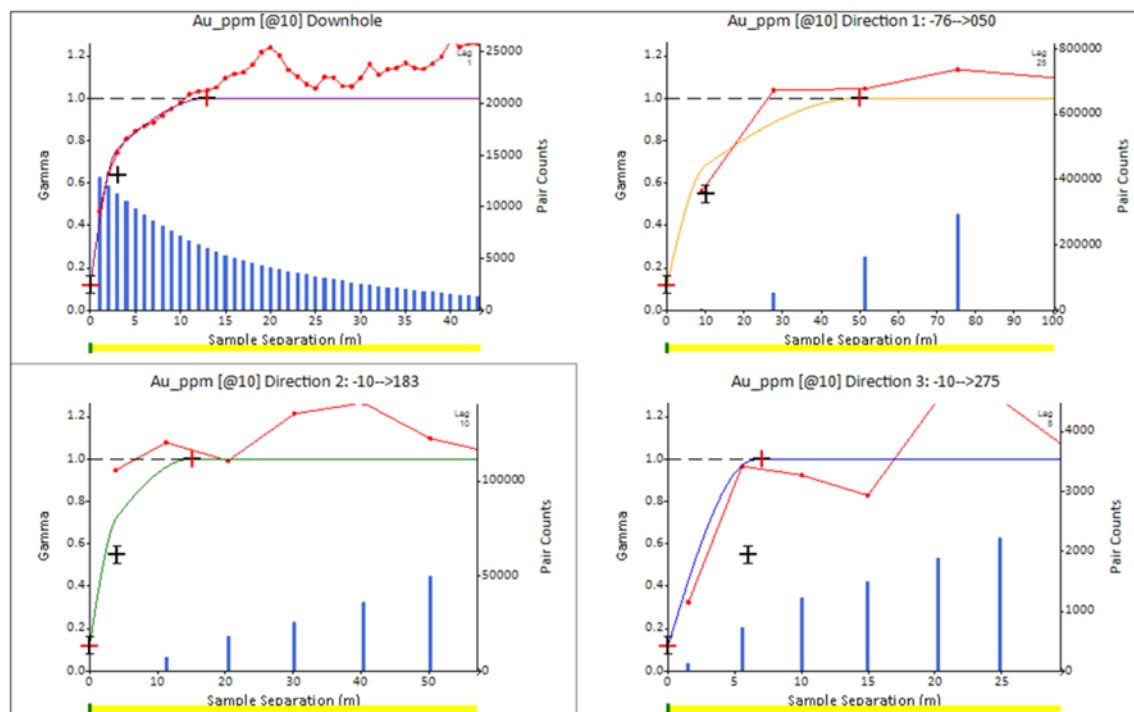 Au_ppm [@10] Downhole
Lag
1
1.2
1.0
0.8
0.6
0.4
0.2
0.0
Gamma
25000
20000
15000
10000
5000
0
Pair Counts
0 5 10 15 20 25 30 35 40
Sample Separation (m)
Au_ppm [@10] Direction 1: -76-->050
Lag
25
1.2
1.0
0.8
0.6
0.4
0.2
0.0
Gamma
800000
600000
400000
200000
0
Pair Counts
0 10 20 30 40 50 60 70 80 90 100
Sample Separation (m)
Au_ppm [@10] Direction 2: -10-->183
Lag
10
1.2
1.0
0.8
0.6
0.4
0.2
0.0
Gamma
100000
50000
0
Pair Counts
0 10 20 30 40 50
Sample Separation (m)
Au_ppm [@10] Direction 3: -10-->275
Lag
1.2
1.0
0.8
0.6
0.4
0.2
0.0
Gamma
4000
3000
2000
1000
0
Pair Counts
0 5 10 15 20 25
Sample Separation (m)